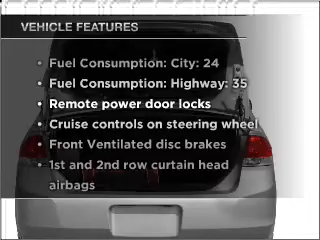 VEHICLE FEATURES
• Fuel Consumption: City: 24
• Fuel Consumption: Highway: 35
• Remote power door locks
• Cruise controls on steering wheel
• Front Ventilated disc brakes
• 1st and 2nd row curtain head
airbags